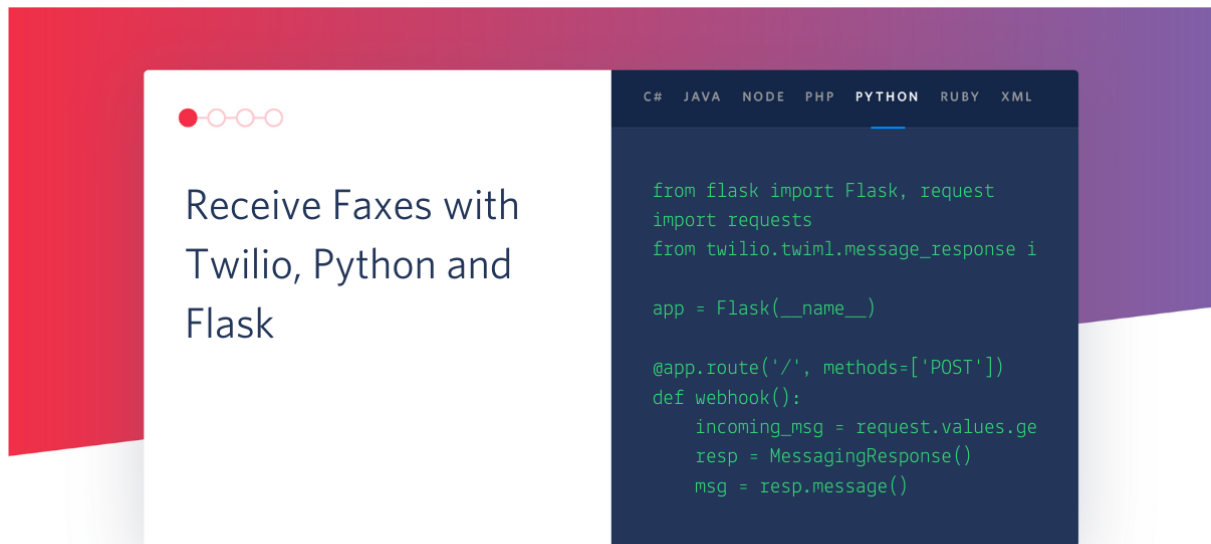 Receive Faxes with
Twilio, Python and
Flask
C# JAVA NODE PHP PYTHON RUBY XML
from flask import Flask, request
import requests
from twilio.twiml.message_response i
app = Flask(__name__)
@app.route('/', methods=['POST'])
def webhook():
    incoming_msg = request.values.ge
    resp = MessagingResponse()
    msg = resp.message()